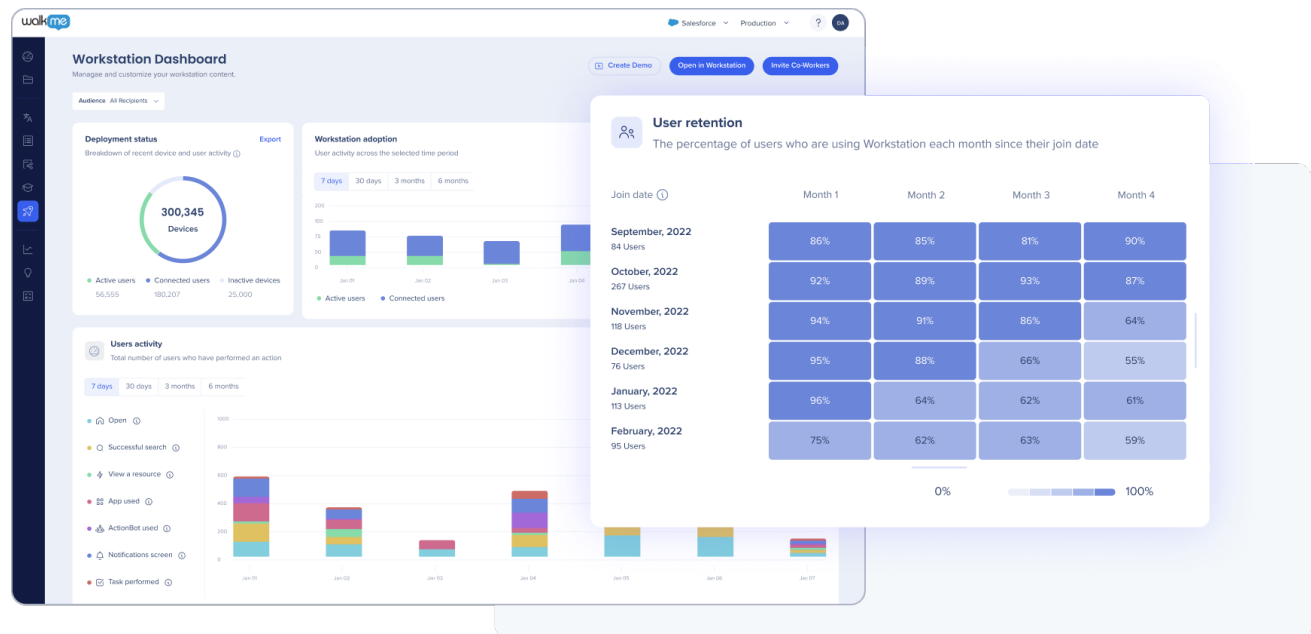 walkme
Salesforce
Production
?
DA
Workstation Dashboard
Managae and customize your workstation content.
Create Demo
Open in Workstation
Invite Co-Workers
Audience All Recipients
Deployment status
Export
Breakdown of recent device and user activity
300,345
Devices
Active users Connected users Inactive devices
56,555 180,207 25,000
Workstation adoption
User activity across the selected time period
7 days 30 days 3 months 6 months
200
100
75
50
0
Jan 01 Jan 02 Jan 03 Jan 04
Active users Connected users
Users activity
Total number of users who have performed an action
7 days 30 days 3 months 6 months
Open
Successful search
View a resource
App used
ActionBot used
Notifications screen
Task performed
1000
800
600
400
200
0
Jan 01 Jan 02 Jan 03 Jan 04 Jan 05 Jan 06 Jan 07
User retention
The percentage of users who are using Workstation each month since their join date
Join date Month 1 Month 2 Month 3 Month 4
September, 2022
84 Users
86% 85% 81% 90%
October, 2022
267 Users
92% 89% 93% 87%
November, 2022
118 Users
94% 91% 86% 64%
December, 2022
76 Users
95% 88% 66% 55%
January, 2022
113 Users
96% 64% 62% 61%
February, 2022
95 Users
75% 62% 63% 59%
0% 100%